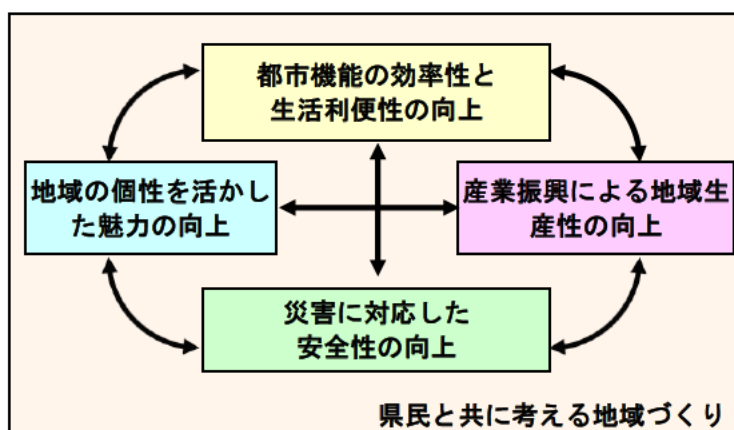 都市機能の効率性と
生活利便性の向上
地域の個性を活かし
た魅力の向上
産業振興による地域生
産性の向上
災害に対応した
安全性の向上
県民と共に考える地域づくり